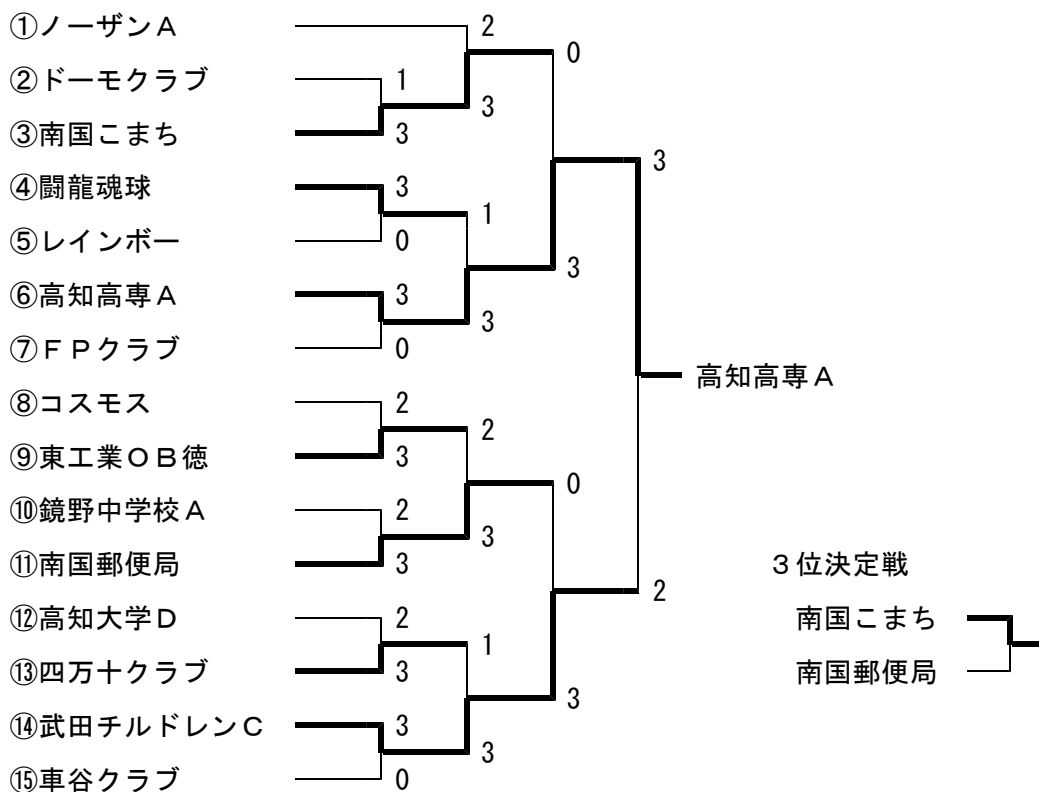 ①ノーザンＡ
2
0
②ドーモクラブ
1
3
③南国こまち
3
3
④闘龍魂球
3
1
⑤レインボー
0
3
⑥高知高専Ａ
3
3
⑦ＦＰクラブ
0
高知高専Ａ
⑧コスモス
2
2
⑨東工業ＯＢ徳
3
0
⑩鏡野中学校Ａ
2
3
⑪南国郵便局
3
３位決定戦
2
⑫高知大学Ｄ
2
南国こまち
1
⑬四万十クラブ
3
南国郵便局
3
⑭武田チルドレンＣ
3
3
⑮車谷クラブ
0